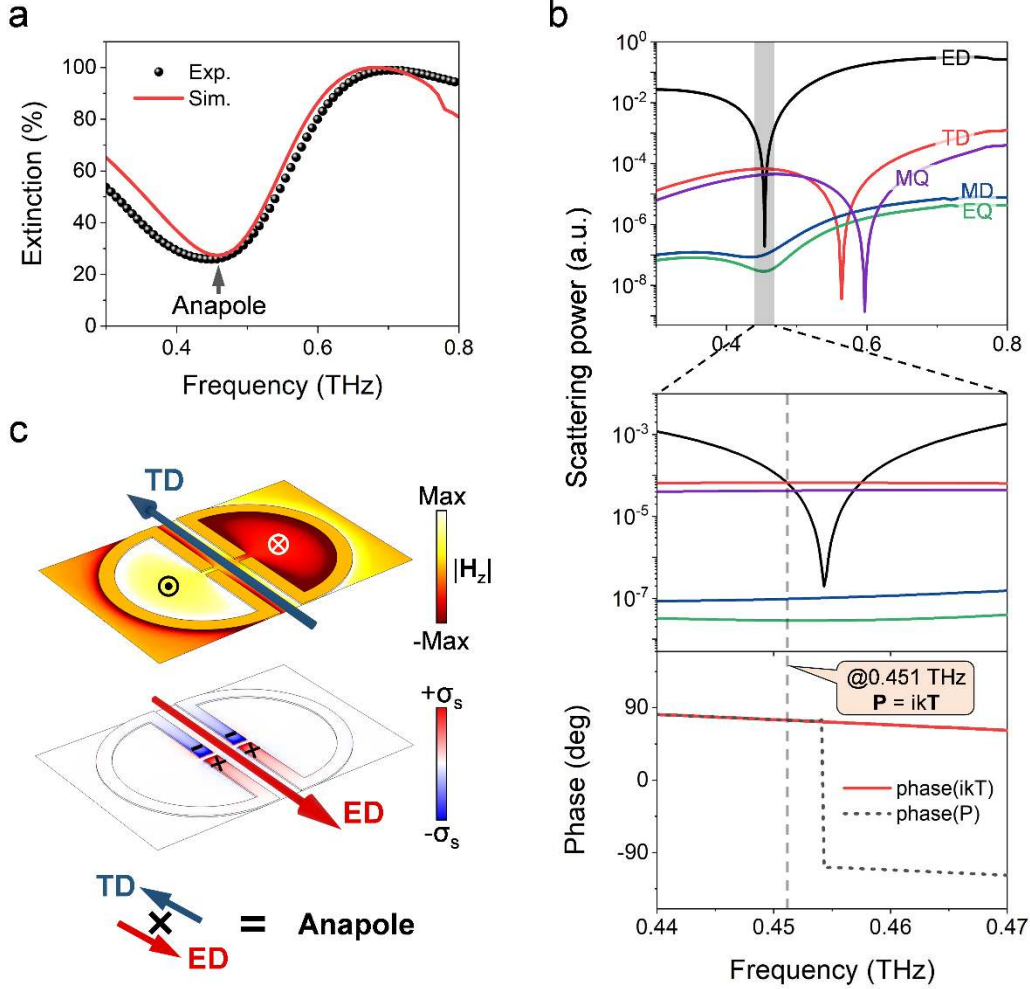 a
100
80
60
40
20
0
Extinction (%)
Exp.
Sim.
Anapole
0.4
0.6
0.8
Frequency (THz)
b
10^0
10^-2
10^-4
10^-6
10^-8
ED
TD
MQ
MD
EQ
0.4
0.6
0.8
Scattering power (a.u.)
10^-3
10^-5
10^-7
@0.451 THz
P = ikT
90
0
-90
Phase (deg)
phase(ikT)
phase(P)
0.44
0.45
0.46
0.47
Frequency (THz)
c
TD
Max
|H_z|
-Max
ED
+σ_s
-σ_s
TD
ED
= Anapole